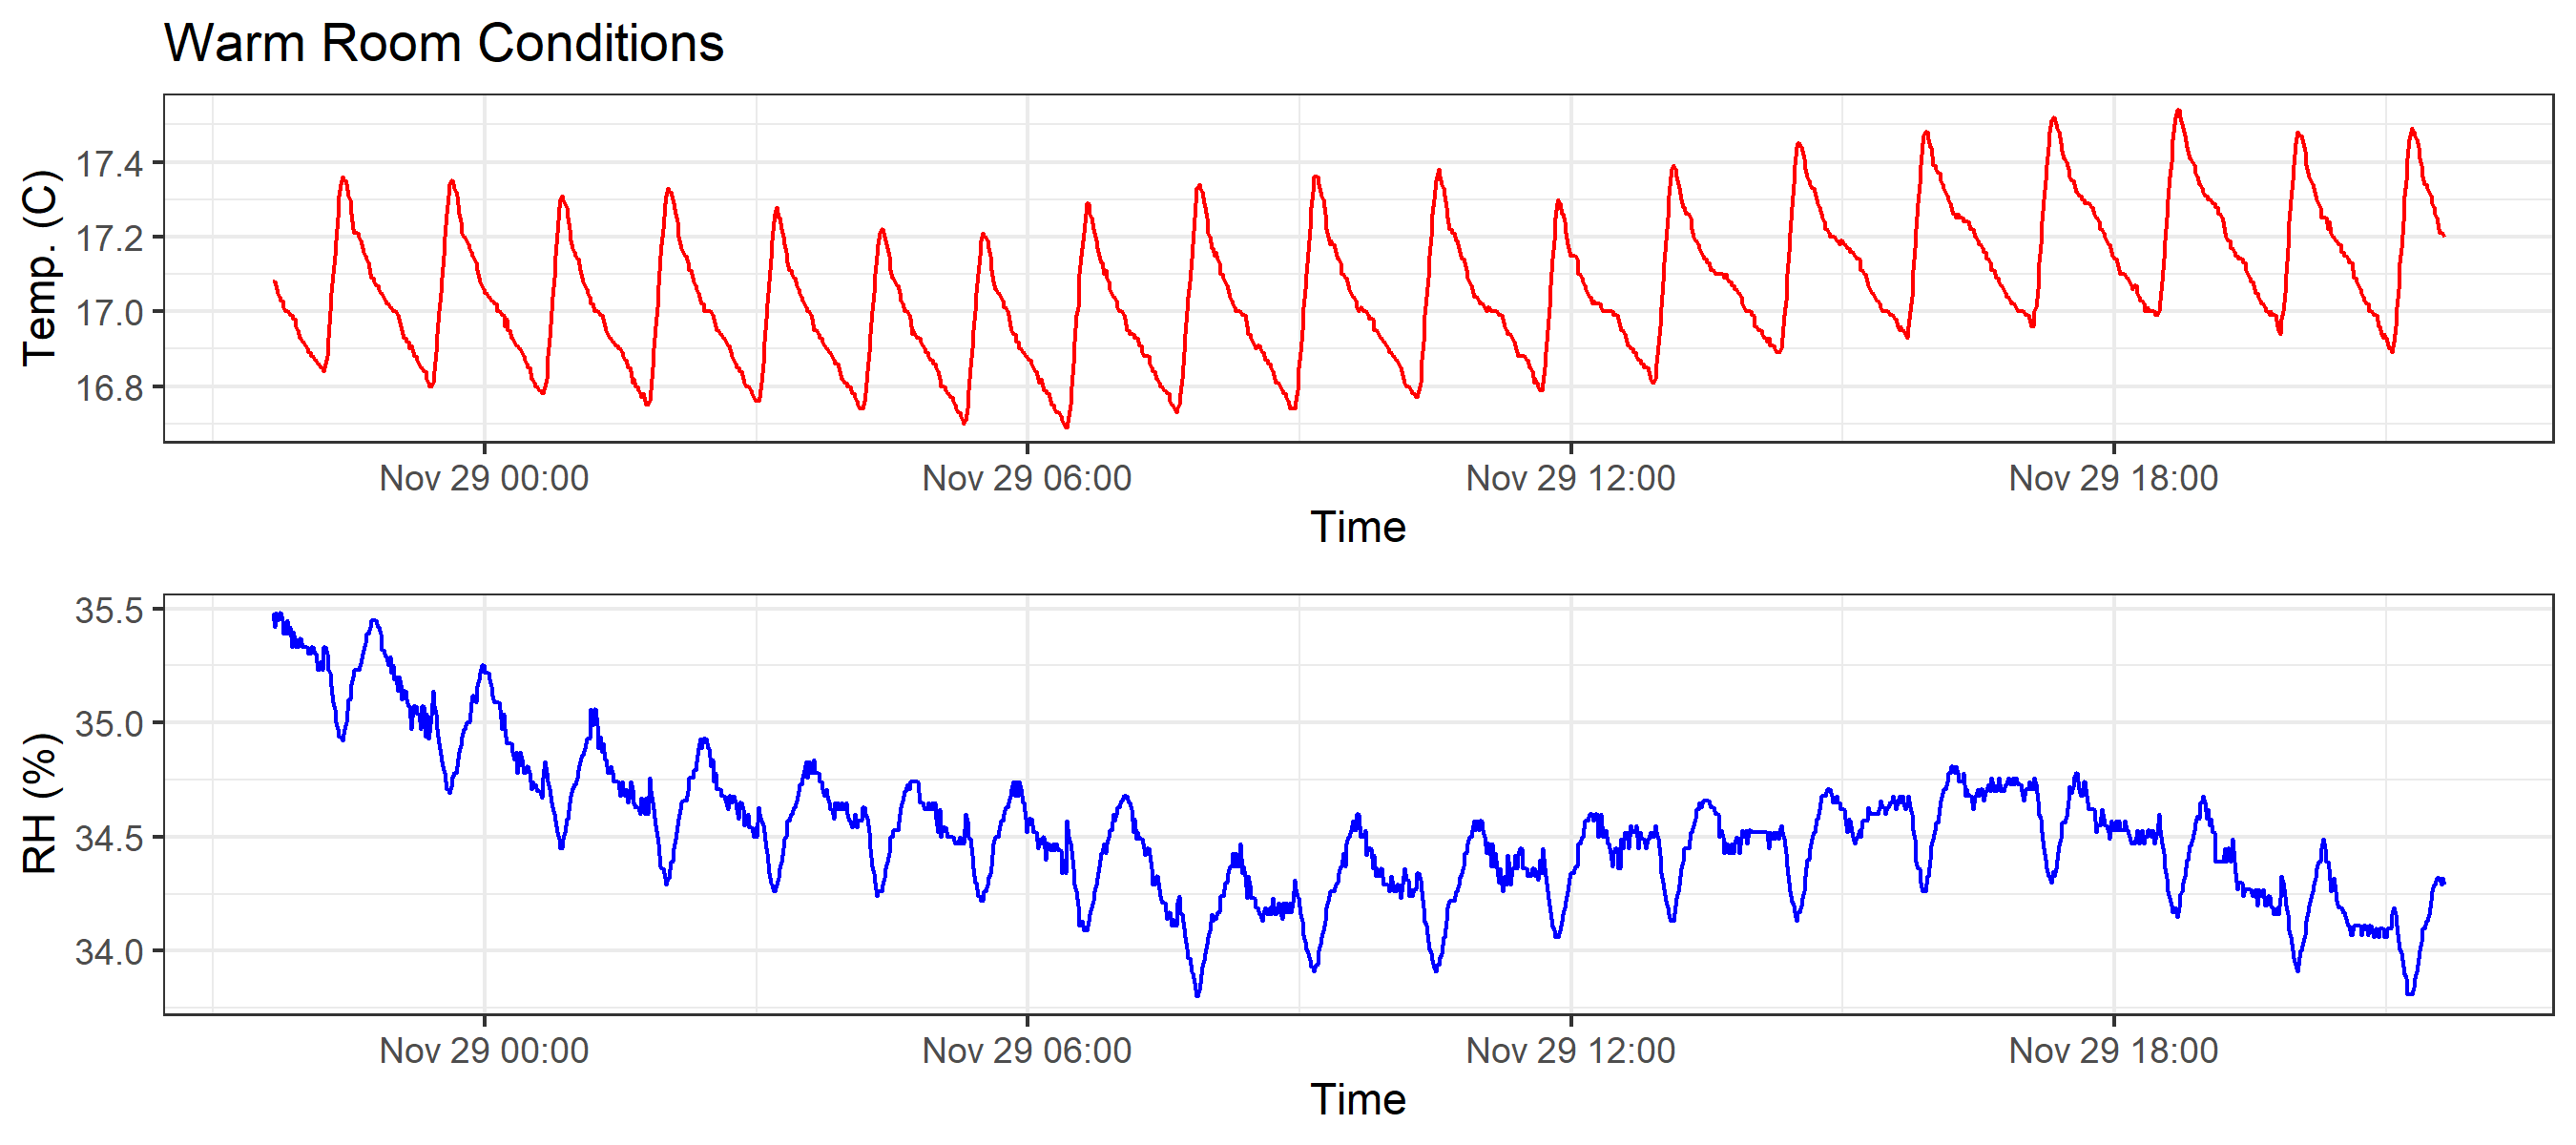 Warm Room Conditions
Temp. (C)
17.4
17.2
17.0
16.8
Nov 29 00:00 Nov 29 06:00 Nov 29 12:00 Nov 29 18:00
Time
RH (%)
35.5
35.0
34.5
34.0
Nov 29 00:00 Nov 29 06:00 Nov 29 12:00 Nov 29 18:00
Time